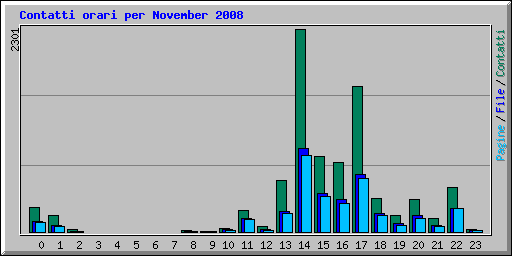 Contatti orari per November 2008
2301
Pagine / File / Contatti
0 1 2 3 4 5 6 7 8 9 10 11 12 13 14 15 16 17 18 19 20 21 22 23